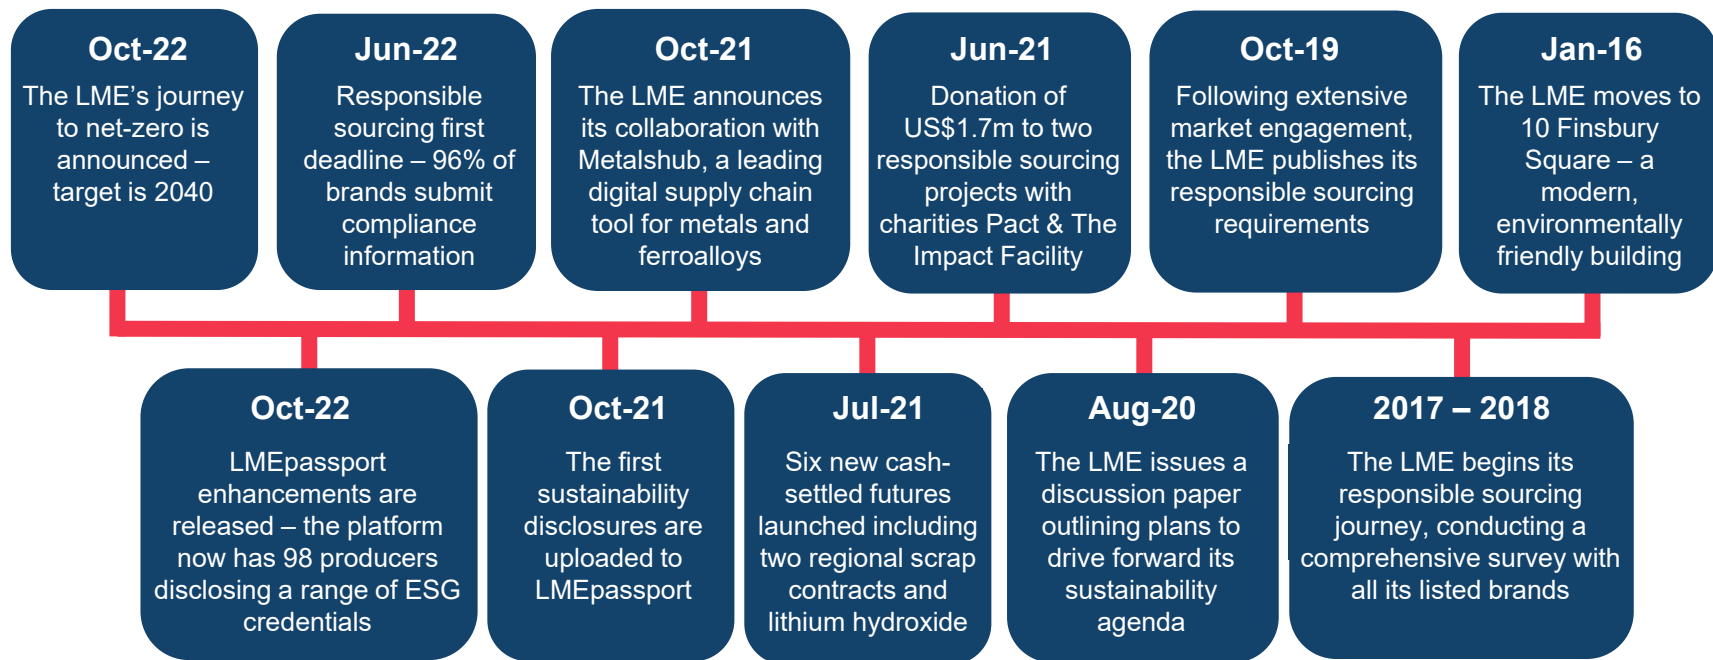 Oct-22
The LME’s journey
to net-zero is
announced –
target is 2040
Jun-22
Responsible
sourcing first
deadline – 96% of
brands submit
compliance
information
Oct-21
The LME announces
its collaboration with
Metalshub, a leading
digital supply chain
tool for metals and
ferroalloys
Jun-21
Donation of
US$1.7m to two
responsible sourcing
projects with
charities Pact & The
Impact Facility
Oct-19
Following extensive
market engagement,
the LME publishes its
responsible sourcing
requirements
Jan-16
The LME moves to
10 Finsbury
Square – a
modern,
environmentally
friendly building
Oct-22
LMEpassport
enhancements are
released – the platform
now has 98 producers
disclosing a range of ESG
credentials
Oct-21
The first
sustainability
disclosures are
uploaded to
LMEpassport
Jul-21
Six new cash-
settled futures
launched including
two regional scrap
contracts and
lithium hydroxide
Aug-20
The LME issues a
discussion paper
outlining plans to
drive forward its
sustainability
agenda
2017 – 2018
The LME begins its
responsible sourcing
journey, conducting a
comprehensive survey with
all its listed brands